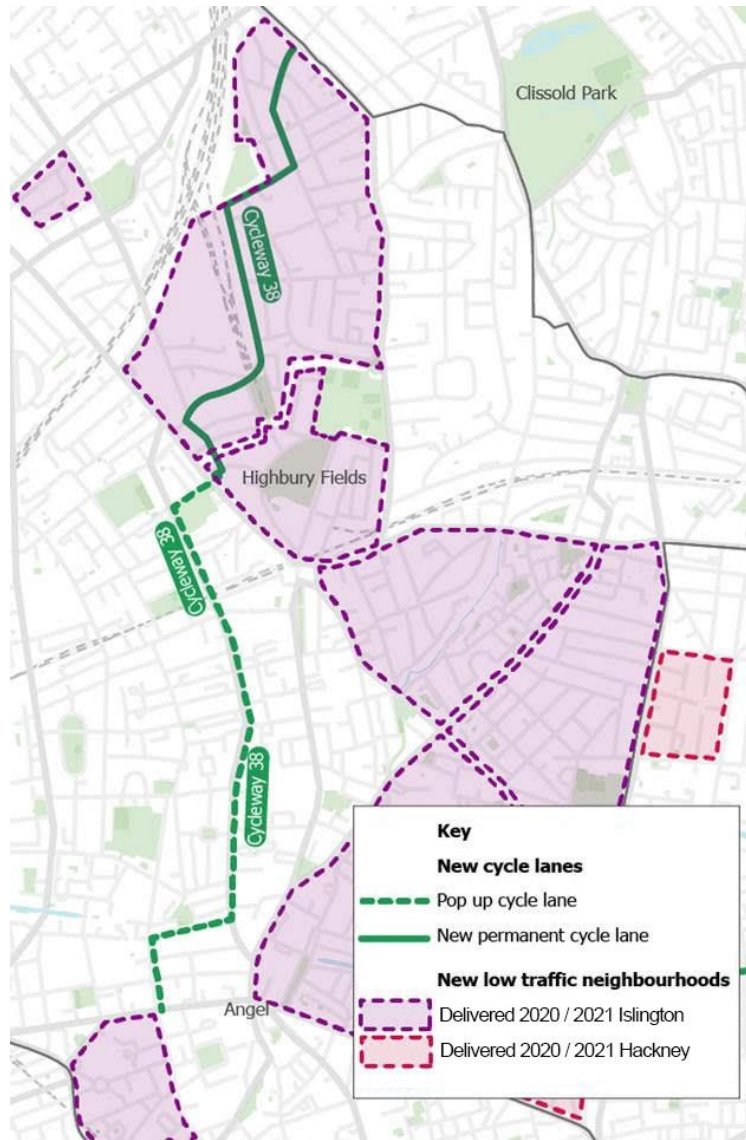 Clissold Park
Cycleway 38
Highbury Fields
Cycleway 38
Cycleway 38
Angel
Key
New cycle lanes
Pop up cycle lane
New permanent cycle lane
New low traffic neighbourhoods
Delivered 2020 / 2021 Islington
Delivered 2020 / 2021 Hackney